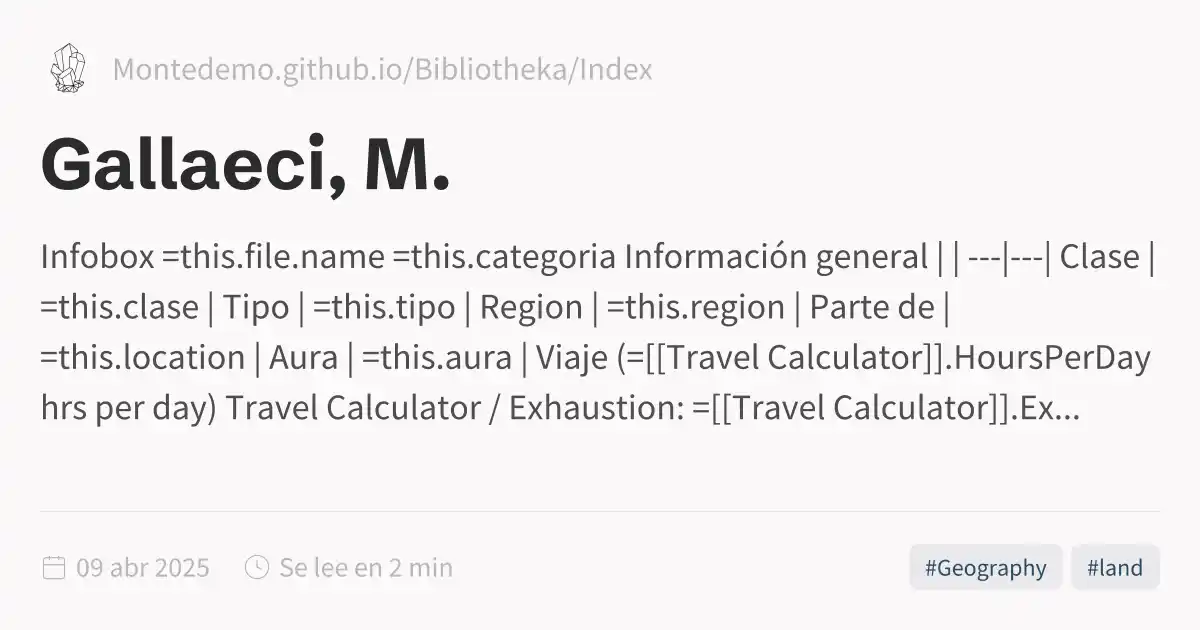 Montedemo.github.io/Bibliotheka/Index
Gallaeci, M.
Infobox =this.file.name =this.categoria Información general | | ---|---| Clase |
=this.clase | Tipo | =this.tipo | Region | =this.region | Parte de |
=this.location | Aura | =this.aura | Viaje (=[[Travel Calculator]].HoursPerDay
hrs per day) Travel Calculator / Exhaustion: =[[Travel Calculator]].Ex...
09 abr 2025 Se lee en 2 min #Geography #land